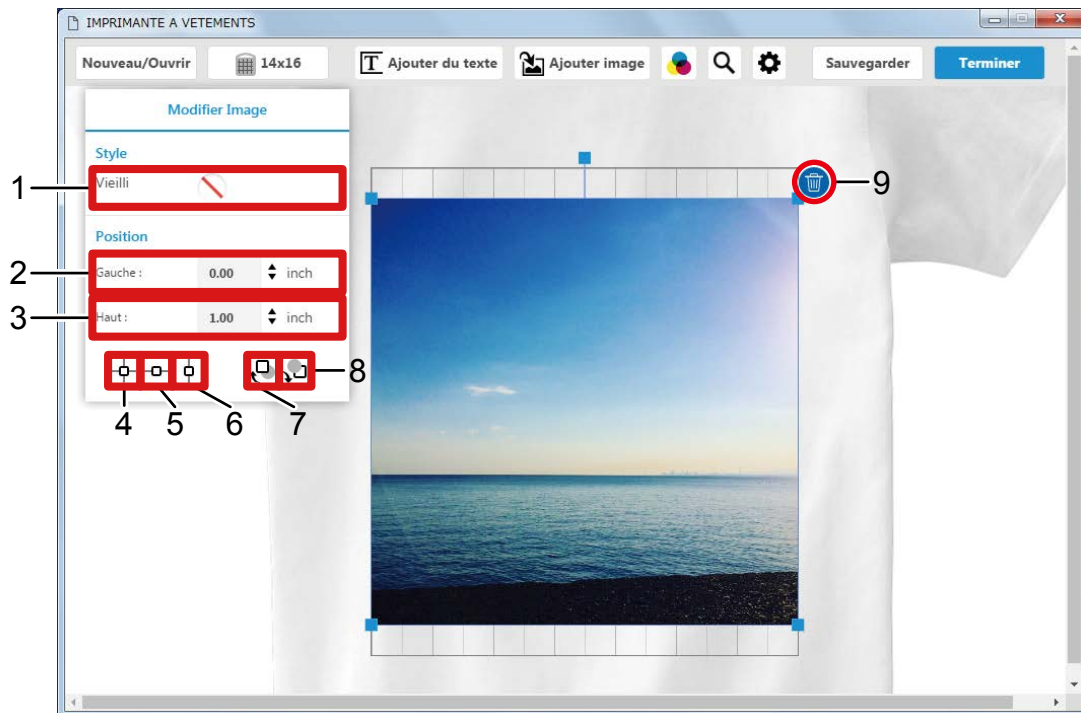 IMPRIMANTE A VETEMENTS
Nouveau/Ouvrir 14x16 Ajouter du texte Ajouter image Sauvegarder Terminer
Modifier Image
Style
1 Vieilli
9
Position
2 Gauche : 0.00 inch
3 Haut : 1.00 inch
8
4 5 6 7